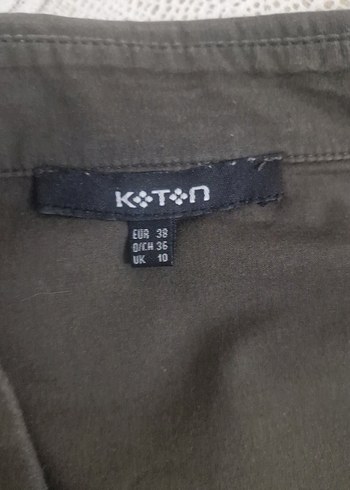 KOTON
EUR 38
D/CH 36
UK 10